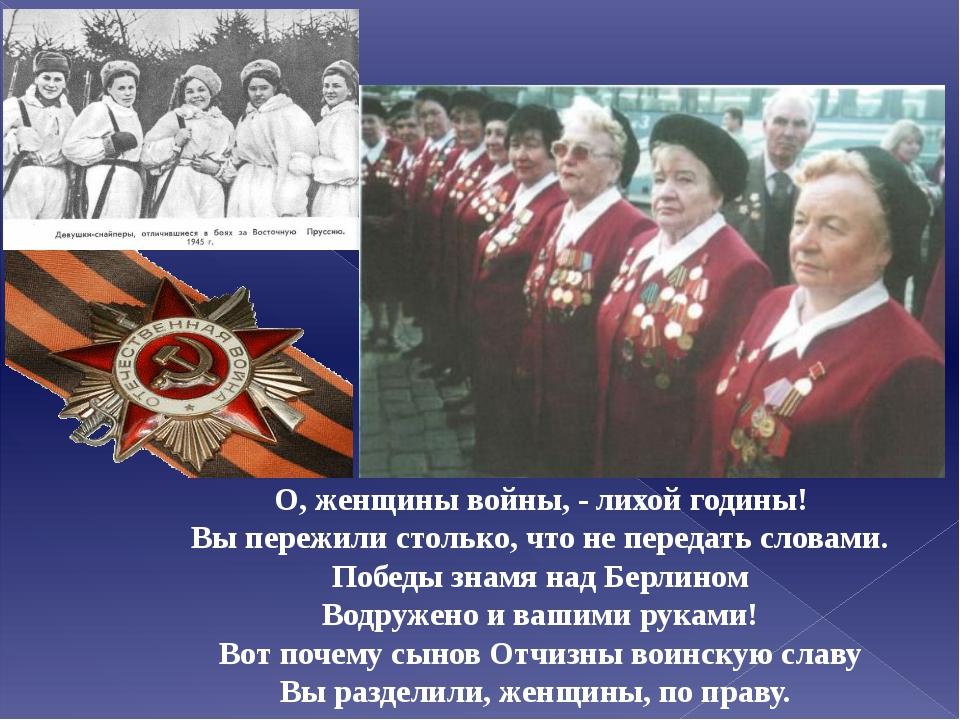 Девушки-снайперы, отличившиеся в боях за Восточную Пруссию.
1945 г.
ОТЕЧЕСТВЕННАЯ ВОЙНА
3
О, женщины войны, - лихой годины!
Вы пережили столько, что не передать словами.
Победы знамя над Берлином
Водружено и вашими руками!
Вот почему сынов Отчизны воинскую славу
Вы разделили, женщины, по праву.